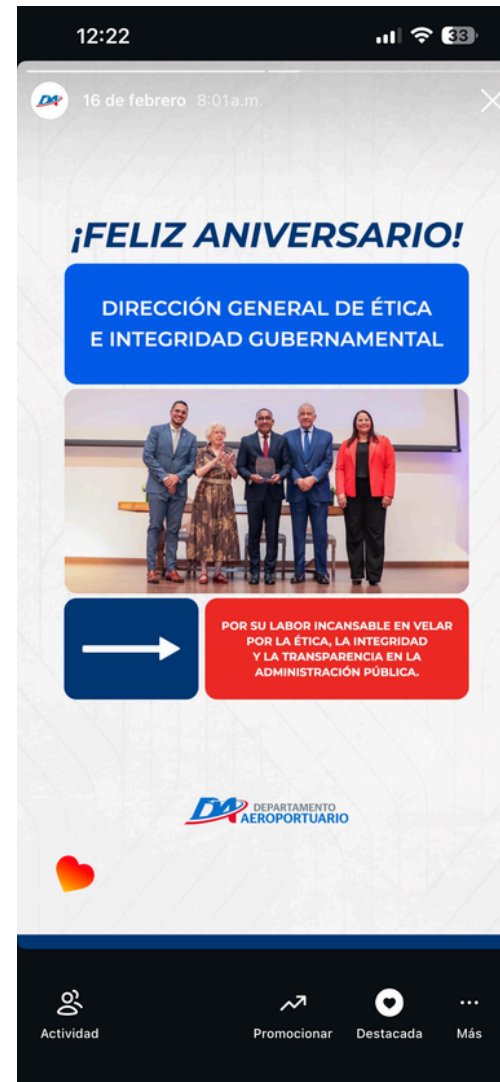 12:22
33
DA
16 de febrero 8:01a.m.
¡FELIZ ANIVERSARIO!
DIRECCIÓN GENERAL DE ÉTICA
E INTEGRIDAD GUBERNAMENTAL
POR SU LABOR INCANSABLE EN VELAR
POR LA ÉTICA, LA INTEGRIDAD
Y LA TRANSPARENCIA EN LA
ADMINISTRACIÓN PÚBLICA.
DA DEPARTAMENTO
AEROPORTUARIO
Actividad
Promocionar
Destacada
Más